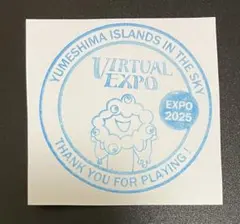 YUMESHIMA ISLANDS IN THE SKY
VIRTUAL
EXPO
EXPO
2025
THANK YOU FOR PLAYING!